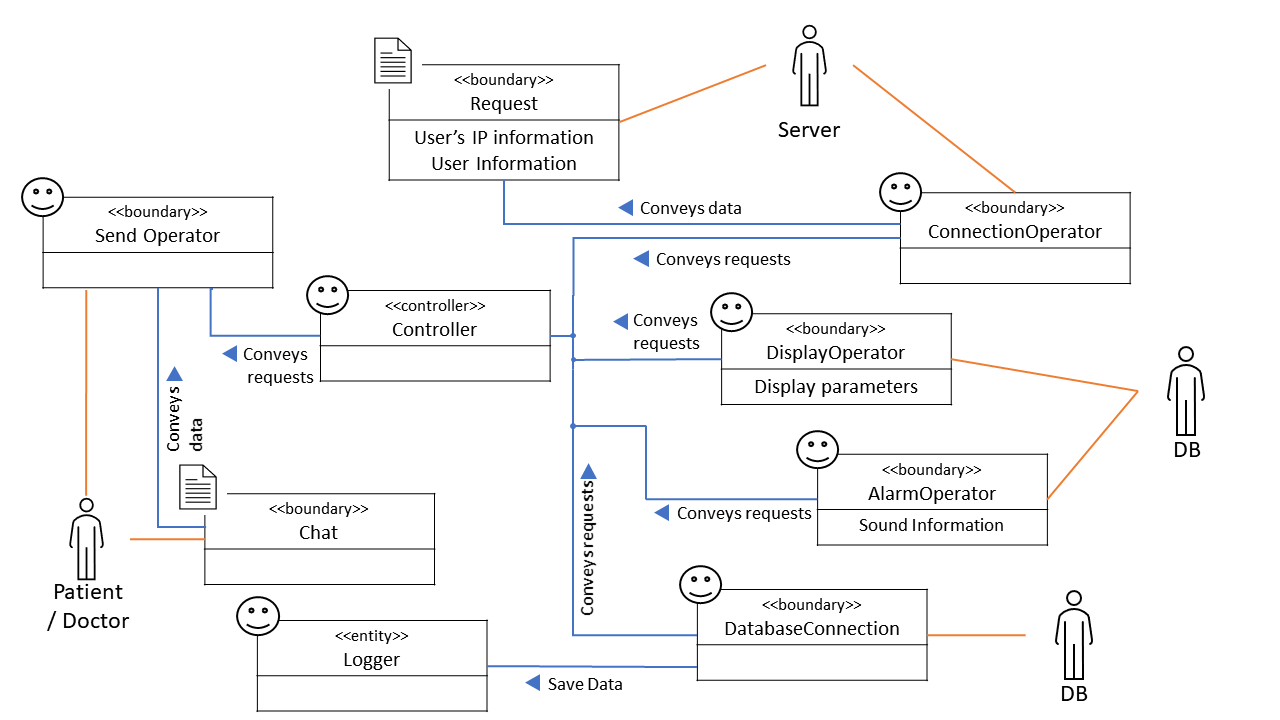 <<boundary>>
Request
User's IP information
User Information
Server
<<boundary>>
Send Operator
Conveys data
<<boundary>>
ConnectionOperator
Conveys requests
<<controller>>
Controller
Conveys
requests
<<boundary>>
DisplayOperator
Display parameters
Conveys
requests
DB
Conveys
data
<<boundary>>
AlarmOperator
Sound Information
Conveys requests
<<boundary>>
Chat
Conveys requests
Patient
/ Doctor
<<boundary>>
DatabaseConnection
<<entity>>
Logger
Save Data
DB